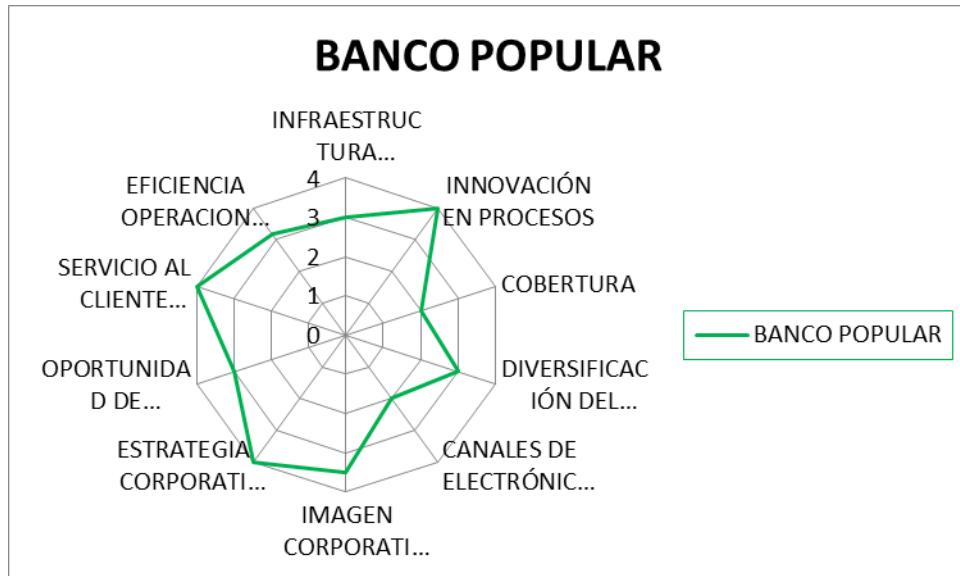 BANCO POPULAR
INFRAESTRUC
TURA...
INNOVACIÓN
EN PROCESOS
COBERTURA
DIVERSIFICAC
IÓN DEL...
CANALES DE
ELECTRÓNIC...
IMAGEN
CORPORATI...
ESTRATEGIA
CORPORATI...
OPORTUNIDA
D DE...
SERVICIO AL
CLIENTE...
EFICIENCIA
OPERACION...
4
3
2
1
0
BANCO POPULAR